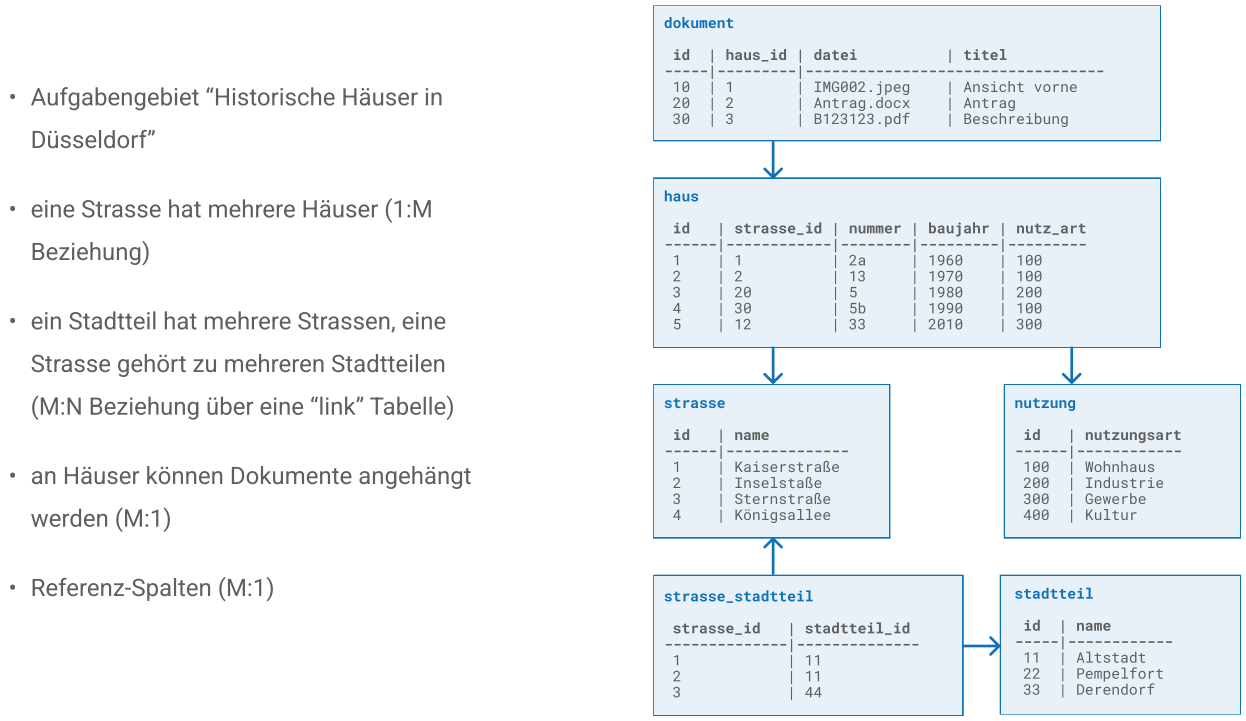 • Aufgabengebiet “Historische Häuser in
Düsseldorf”
• eine Strasse hat mehrere Häuser (1:M
Beziehung)
• ein Stadtteil hat mehrere Strassen, eine
Strasse gehört zu mehreren Stadtteilen
(M:N Beziehung über eine “link” Tabelle)
• an Häuser können Dokumente angehängt
werden (M:1)
• Referenz-Spalten (M:1)
dokument
id | haus_id | datei | titel
-----|---------|----------------------------------
10 | 1 | IMG002.jpeg | Ansicht vorne
20 | 2 | Antrag.docx | Antrag
30 | 3 | B123123.pdf | Beschreibung
haus
id | strasse_id | nummer | baujahr | nutz_art
------|------------|--------|---------|---------
1 | 1 | 2a | 1960 | 100
2 | 2 | 13 | 1970 | 100
3 | 20 | 5 | 1980 | 200
4 | 30 | 5b | 1990 | 100
5 | 12 | 33 | 2010 | 300
strasse
id | name
------|--------------
1 | Kaiserstraße
2 | Inselstaße
3 | Sternstraße
4 | Königsallee
nutzung
id | nutzungsart
------|------------
100 | Wohnhaus
200 | Industrie
300 | Gewerbe
400 | Kultur
strasse_stadtteil
strasse_id | stadtteil_id
--------------|--------------
1 | 11
2 | 11
3 | 44
stadtteil
id | name
-----|------------
11 | Altstadt
22 | Pempelfort
33 | Derendorf